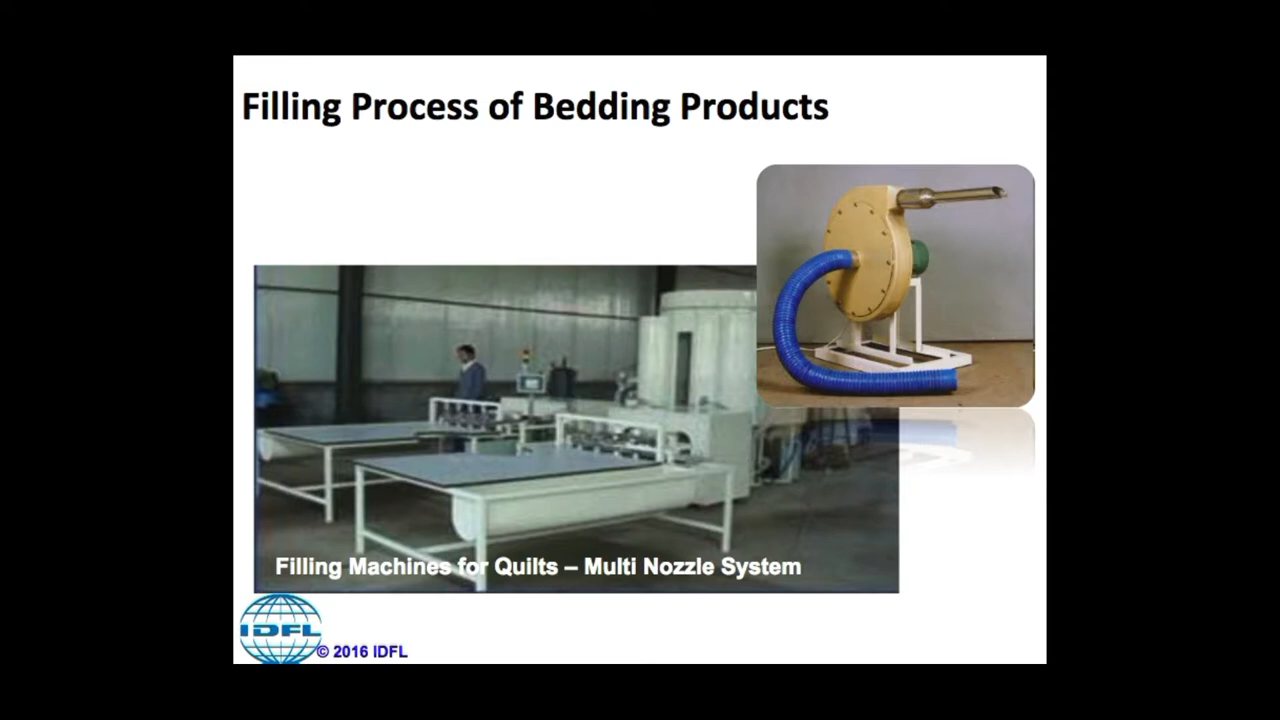 Filling Process of Bedding Products
Filling Machines for Quilts – Multi Nozzle System
IDFL
© 2016 IDFL